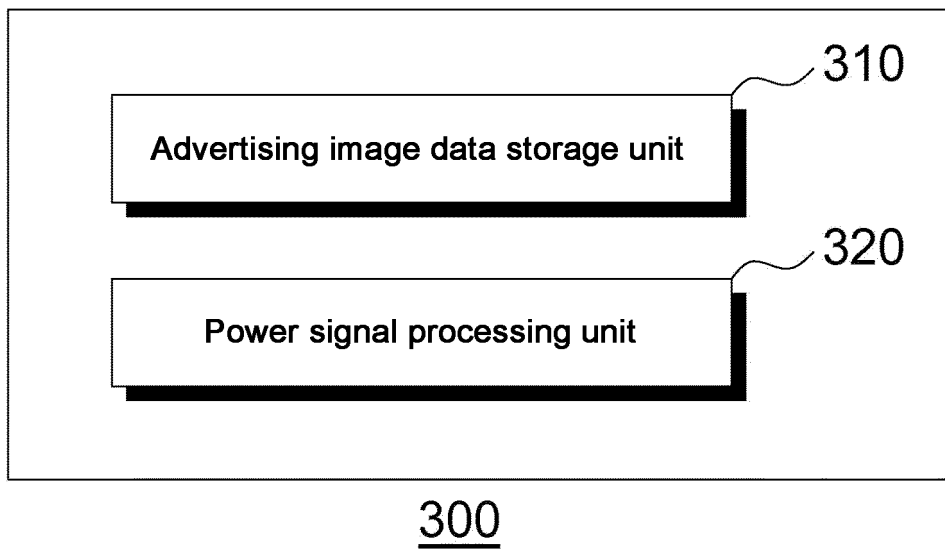 310
Advertising image data storage unit
320
Power signal processing unit
300